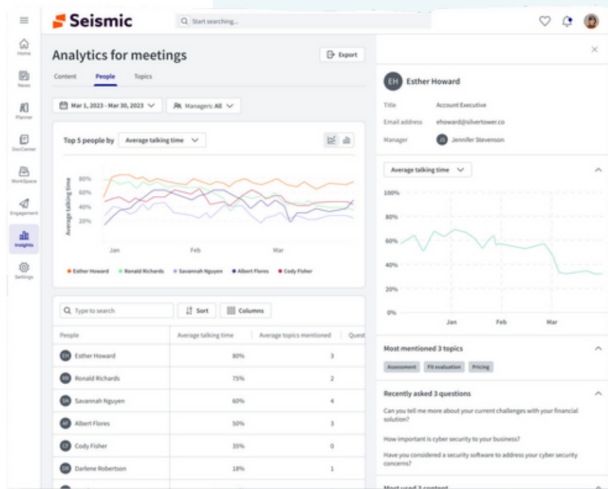 Seismic
Start searching...
Home
News
Planner
DocCenter
WorkSpace
Engagement
Insights
Settings
Analytics for meetings
Export
Content People Topics
Mar 1, 2023 - Mar 30, 2023
Managers: All
Top 5 people by Average talking time
Average talking time
80%
60%
40%
20%
Jan Feb Mar
Esther Howard Ronald Richards Savannah Nguyen Albert Flores Cody Fisher
Type to search
Sort
Columns
People Average talking time Average topics mentioned Quest
EH Esther Howard 80% 3
RR Ronald Richards 75% 2
SN Savannah Nguyen 60% 4
AF Albert Flores 50% 3
CF Cody Fisher 35% 0
DR Darlene Robertson 18% 1
EH Esther Howard
Title Account Executive
Email address ehoward@silvertower.co
Manager JS Jennifer Stevenson
Average talking time
100%
80%
60%
40%
20%
0%
Jan Feb Mar
Most mentioned 3 topics
Assessment Fit evaluation Pricing
Recently asked 3 questions
Can you tell me more about your current challenges with your financial
solution?
How important is cyber security to your business?
Have you considered a security software to address your cyber security
concerns?
Most used 3 content